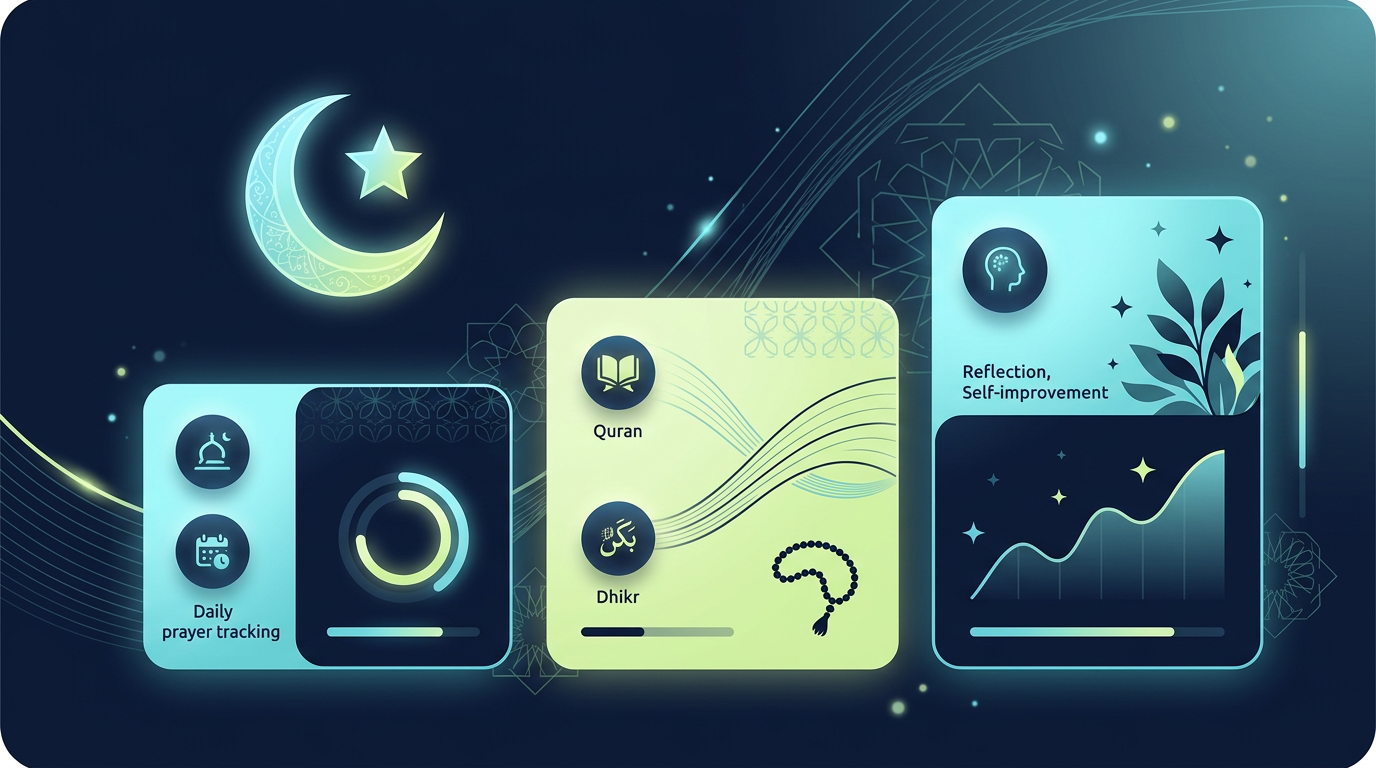 Daily
prayer tracking
Quran
Dhikr
Reflection,
Self-improvement